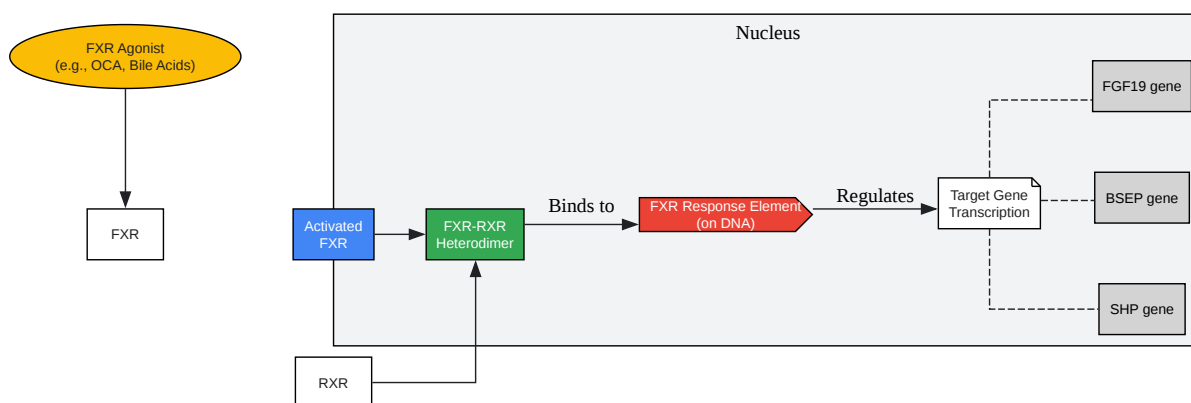 Nucleus
FXR Agonist
(e.g., OCA, Bile Acids)
FGF19 gene
FXR
Activated
FXR
FXR-RXR
Heterodimer
Binds to
FXR Response Element
(on DNA)
Regulates
Target Gene
Transcription
BSEP gene
SHP gene
RXR